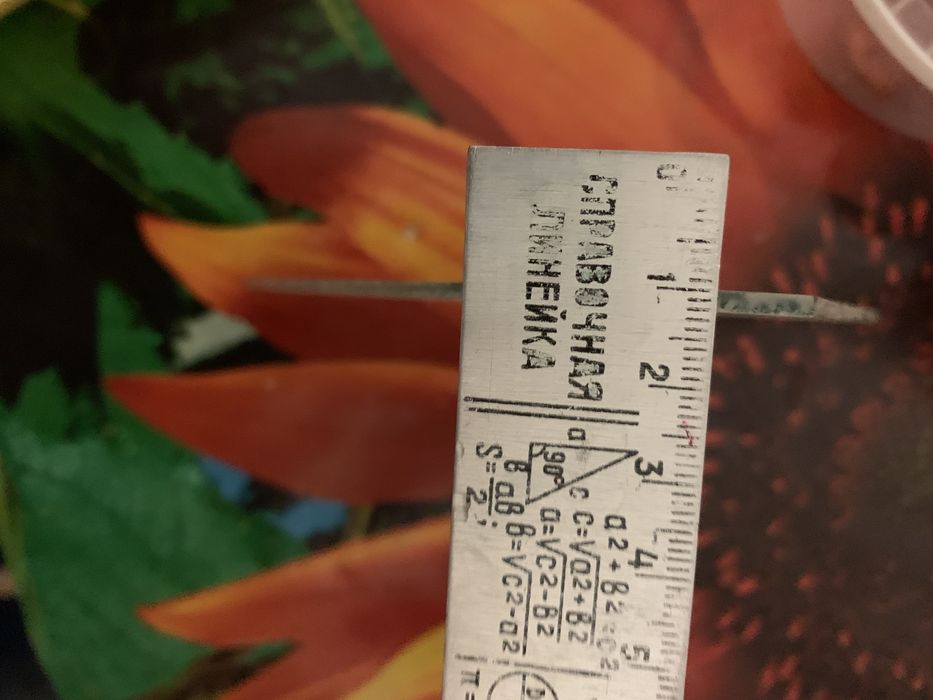 СПРАВОЧНАЯ
ЛИНЕЙКА
0 1 2 3 4 5
a
90°
c
в
a2+в2=c2
c=√a2+в2
a=√c2-в2
в=√c2-a2
S=aв/2;
π=